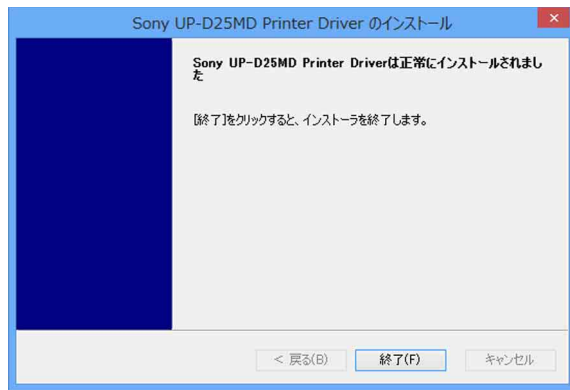 Sony UP-D25MD Printer Driver のインストール
Sony UP-D25MD Printer Driverは正常にインストールされまし
た
[終了]をクリックすると、インストーラを終了します。
< 戻る(B) 終了(F) キャンセル